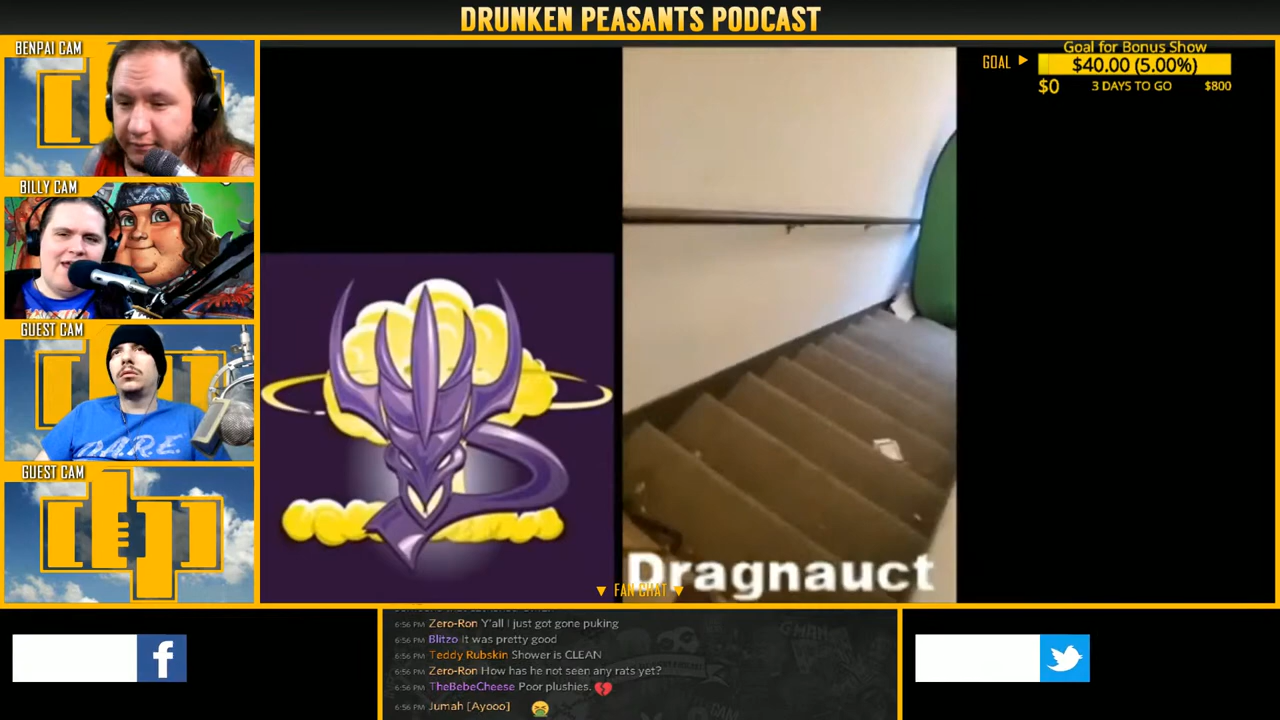 DRUNKEN PEASANTS PODCAST
BENPAI CAM
BILLY CAM
GUEST CAM
D.A.R.E.
GUEST CAM
GOAL ▶
Goal for Bonus Show
$40.00 (5.00%)
$0 3 DAYS TO GO $800
Dragnauct
▼ FAN CHAT ▼
6:56 PM Zero-Ron Y'all I just got gone puking
6:56 PM Blitzo It was pretty good
6:56 PM Teddy Rubskin Shower is CLEAN
6:56 PM Zero-Ron How has he not seen any rats yet?
6:56 PM TheBebeCheese Poor plushies. 💔
6:56 PM Jumah [Ayooo] 🤮